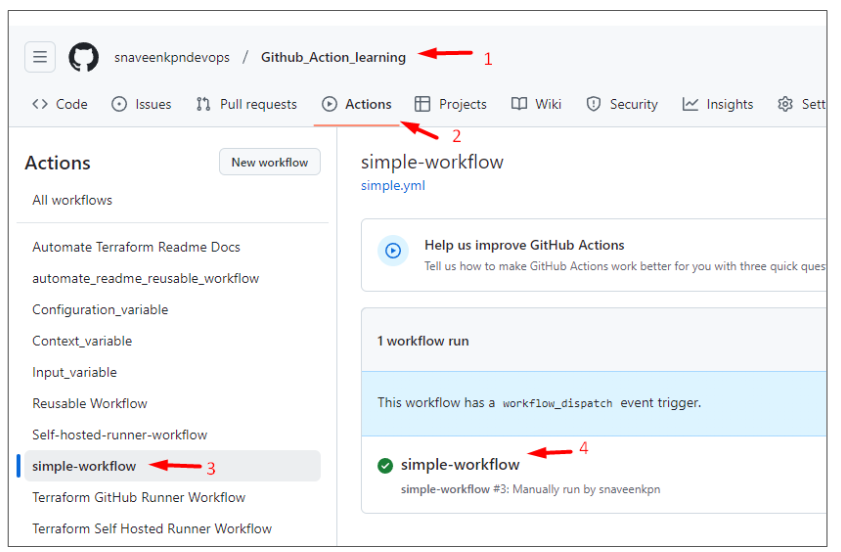 snaveenkpndevops / Github_Action_learning 1
Code Issues Pull requests Actions Projects Wiki Security Insights Sett
2
Actions New workflow
All workflows
Automate Terraform Readme Docs
automate_readme_reusable_workflow
Configuration_variable
Context_variable
Input_variable
Reusable Workflow
Self-hosted-runner-workflow
simple-workflow 3
Terraform GitHub Runner Workflow
Terraform Self Hosted Runner Workflow
simple-workflow
simple.yml
Help us improve GitHub Actions
Tell us how to make GitHub Actions work better for you with three quick ques
1 workflow run
This workflow has a workflow_dispatch event trigger.
4
simple-workflow
simple-workflow #3: Manually run by snaveenkpn